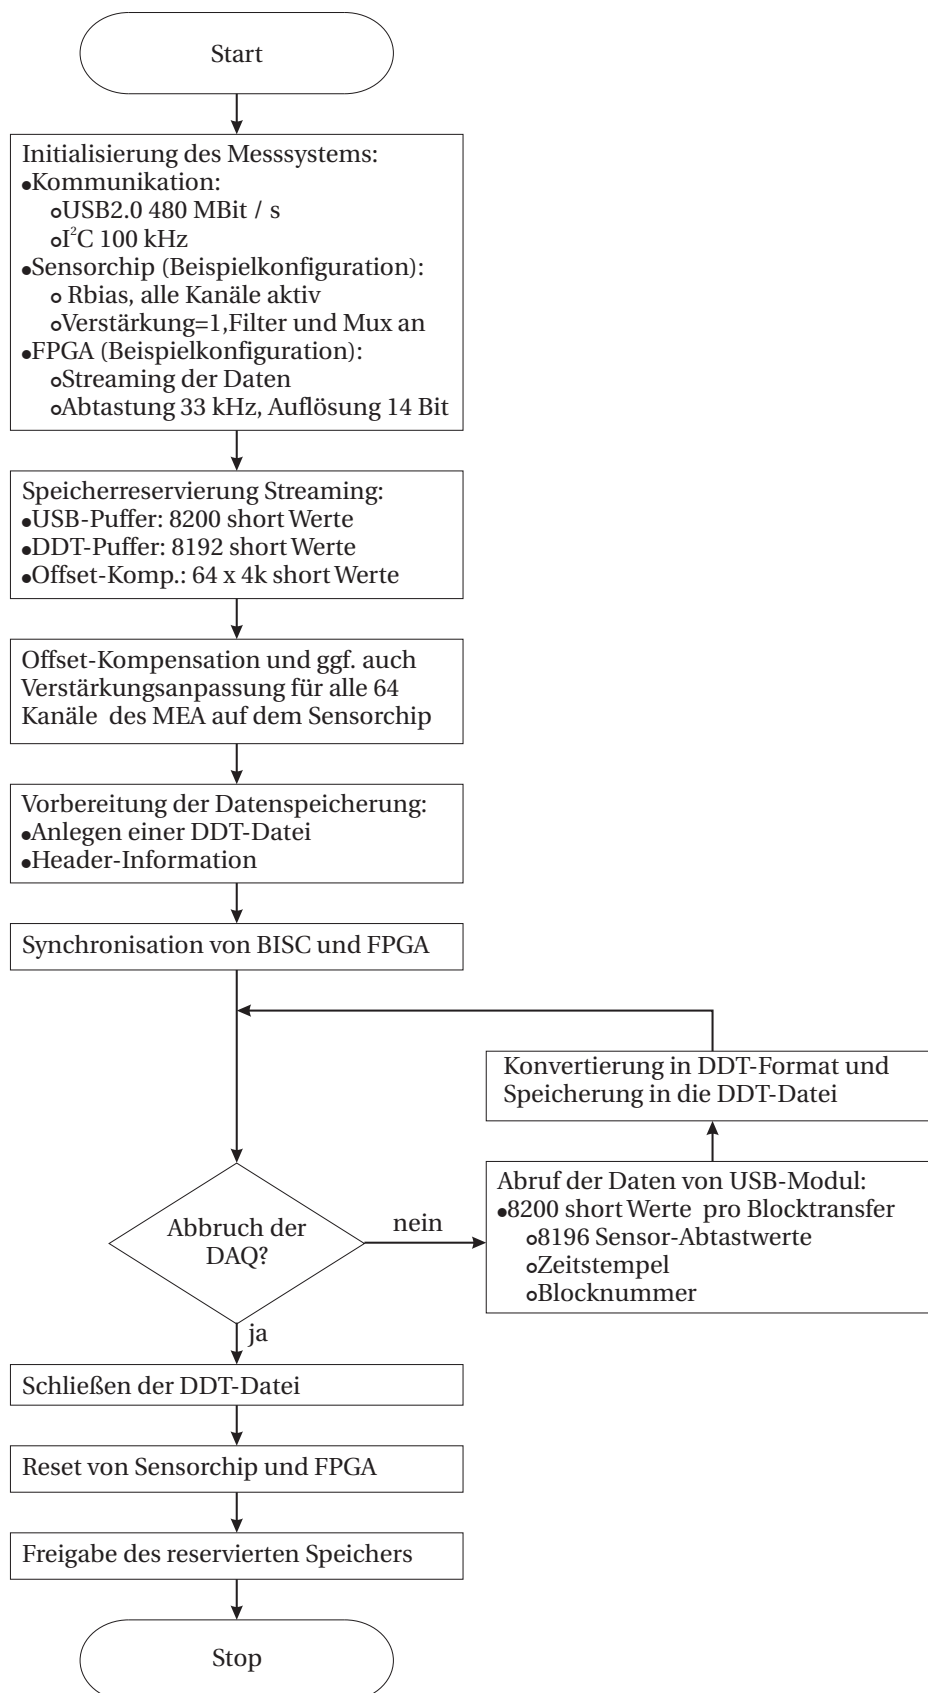 Start
Initialisierung des Messsystems:
•Kommunikation:
∘USB2.0 480 MBit / s
∘I²C 100 kHz
•Sensorchip (Beispielkonfiguration):
∘ Rbias, alle Kanäle aktiv
∘Verstärkung=1,Filter und Mux an
•FPGA (Beispielkonfiguration):
∘Streaming der Daten
∘Abtastung 33 kHz, Auflösung 14 Bit
Speicherreservierung Streaming:
•USB-Puffer: 8200 short Werte
•DDT-Puffer: 8192 short Werte
•Offset-Komp.: 64 x 4k short Werte
Offset-Kompensation und ggf. auch
Verstärkungsanpassung für alle 64
Kanäle des MEA auf dem Sensorchip
Vorbereitung der Datenspeicherung:
•Anlegen einer DDT-Datei
•Header-Information
Synchronisation von BISC und FPGA
Konvertierung in DDT-Format und
Speicherung in die DDT-Datei
Abbruch der
DAQ?
nein
Abruf der Daten von USB-Modul:
•8200 short Werte pro Blocktransfer
∘8196 Sensor-Abtastwerte
∘Zeitstempel
∘Blocknummer
ja
Schließen der DDT-Datei
Reset von Sensorchip und FPGA
Freigabe des reservierten Speichers
Stop